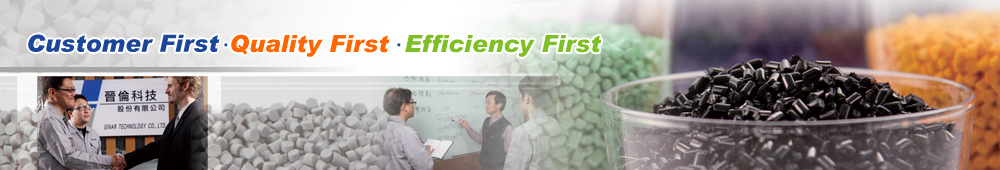 Customer First · Quality First · Efficiency First
晉倫科技
股份有限公司
GINAR TECHNOLOGY CO., LTD.